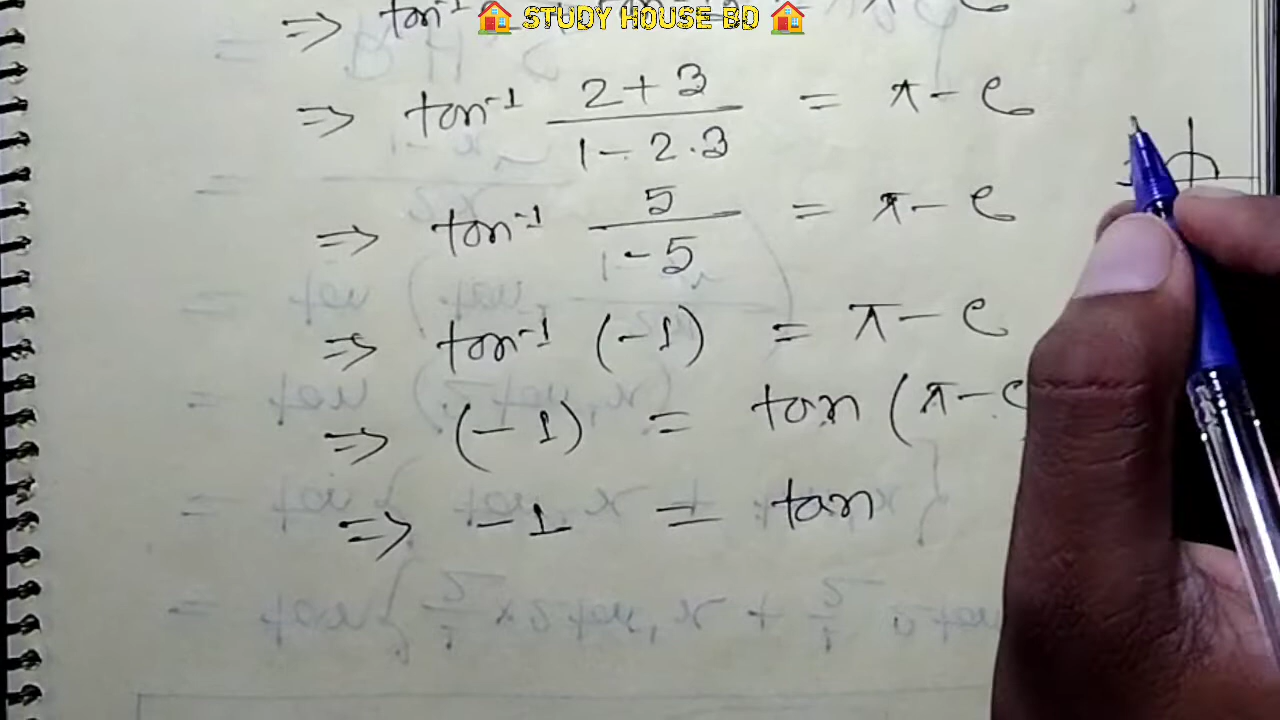 🏠 STUDY HOUSE BD 🏠
⇒ tan⁻¹ (2+3)/(1-2·3) = π - C
⇒ tan⁻¹ 5/(-5) = π - C
⇒ tan⁻¹ (-1) = π - C
⇒ (-1) = tan (π - C
⇒ -1 = tan